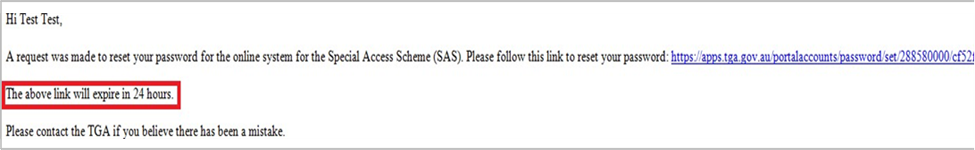 Hi Test Test,
A request was made to reset your password for the online system for the Special Access Scheme (SAS). Please follow this link to reset your password: https://apps.tga.gov.au/portalaccounts/password/set/288580000/cf52f
The above link will expire in 24 hours.
Please contact the TGA if you believe there has been a mistake.